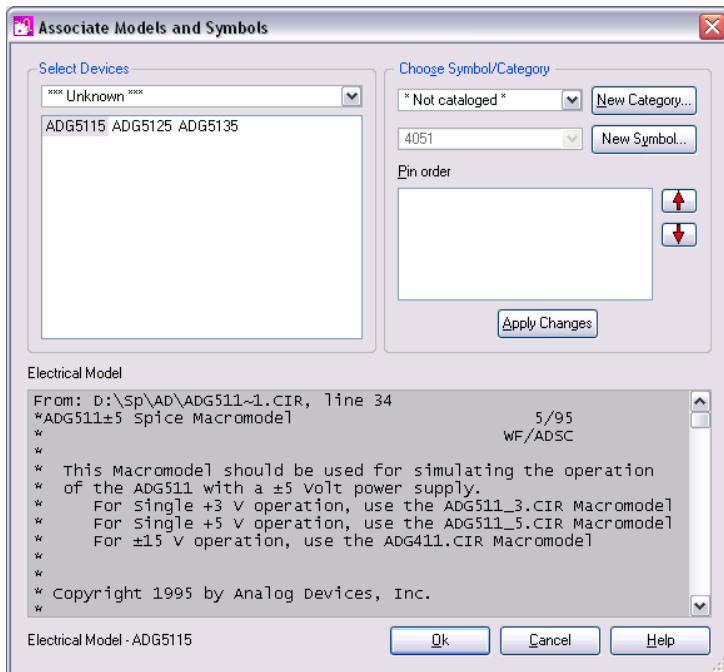 Associate Models and Symbols
Select Devices
*** Unknown ***
ADG5115 ADG5125 ADG5135
Choose Symbol/Category
* Not cataloged *
New Category...
4051
New Symbol...
Pin order
Apply Changes
Electrical Model
From: D:\Sp\AD\ADG511~1.CIR, line 34
*ADG511±5 Spice Macromodel 5/95
* WF/ADSC
*
* This Macromodel should be used for simulating the operation
* of the ADG511 with a ±5 Volt power supply.
* For Single +3 V operation, use the ADG511_3.CIR Macromodel
* For Single +5 V operation, use the ADG511_5.CIR Macromodel
* For ±15 V operation, use the ADG411.CIR Macromodel
*
*
* Copyright 1995 by Analog Devices, Inc.
*
Electrical Model - ADG5115
Ok
Cancel
Help